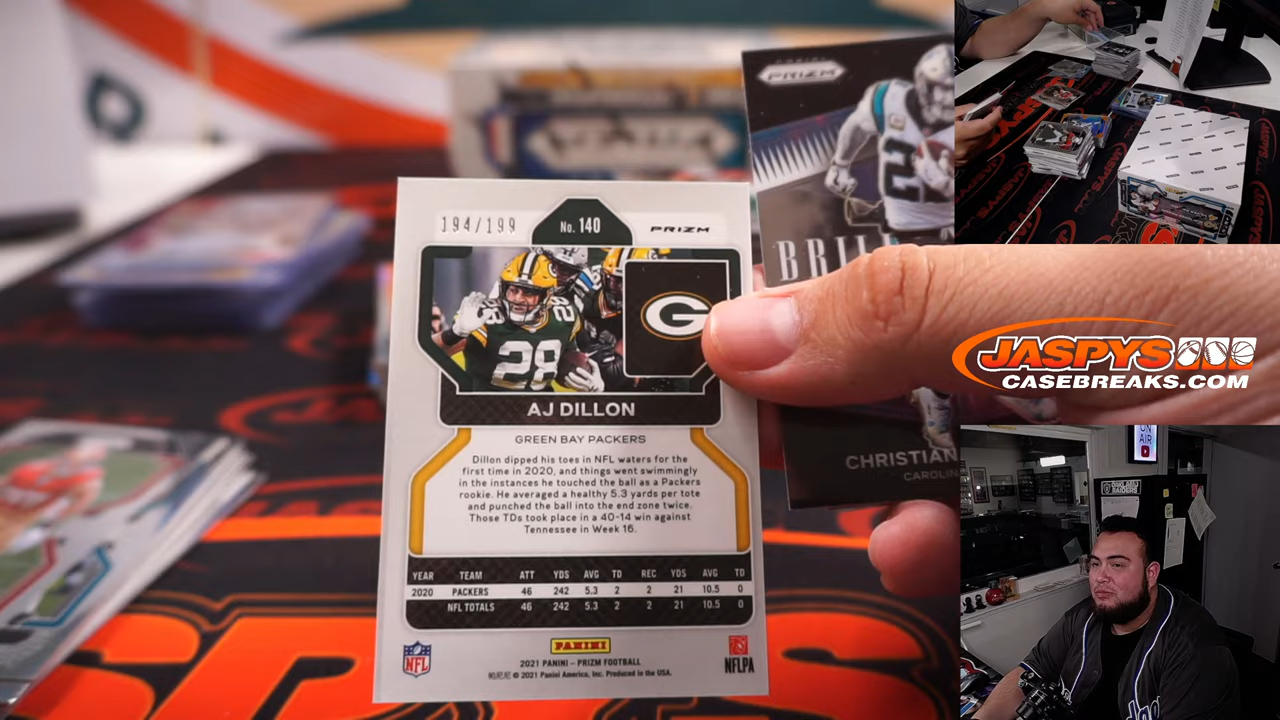 194/199
No. 140
PRIZM
G
28
28
AJ DILLON
GREEN BAY PACKERS
Dillon dipped his toes in NFL waters for the
first time in 2020, and things went swimmingly
in the instances he touched the ball as a Packers
rookie. He averaged a healthy 5.3 yards per tote
and punched the ball into the end zone twice.
Those TDs took place in a 40-14 win against
Tennessee in Week 16.
YEAR TEAM ATT YDS AVG TD REC YDS AVG TD
2020 PACKERS 46 242 5.3 2 2 21 10.5 0
NFL TOTALS 46 242 5.3 2 2 21 10.5 0
NFL
PANINI
NFLPA
2021 PANINI – PRIZM FOOTBALL
© 2021 Panini America, Inc. Produced in the USA.
PRIZM
2
BRIL
CHRISTIAN
CAROLIN
JASPYS
CASEBREAKS.COM
ON
AIR
OAKLAND
RAIDERS